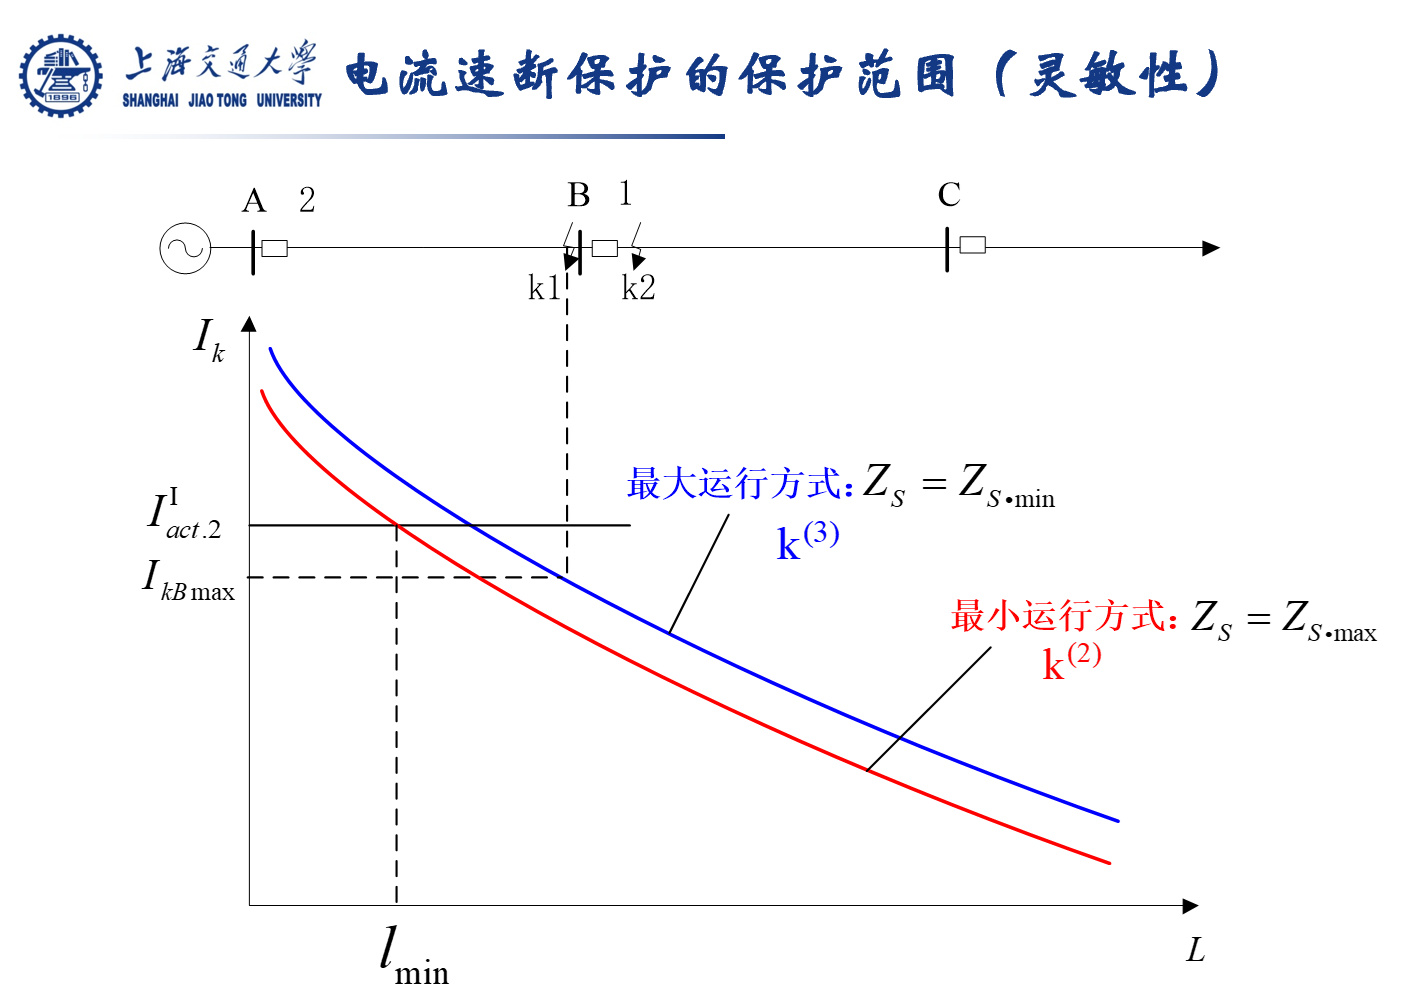 上海交通大学
SHANGHAI JIAO TONG UNIVERSITY
1896
电流速断保护的保护范围（灵敏性）
A 2 B 1 C
k1 k2
I_k
最大运行方式：Z_S = Z_{S•min}
k^{(3)}
I^I_{act.2}
I_{kB max}
最小运行方式：Z_S = Z_{S•max}
k^{(2)}
l_{min}
L